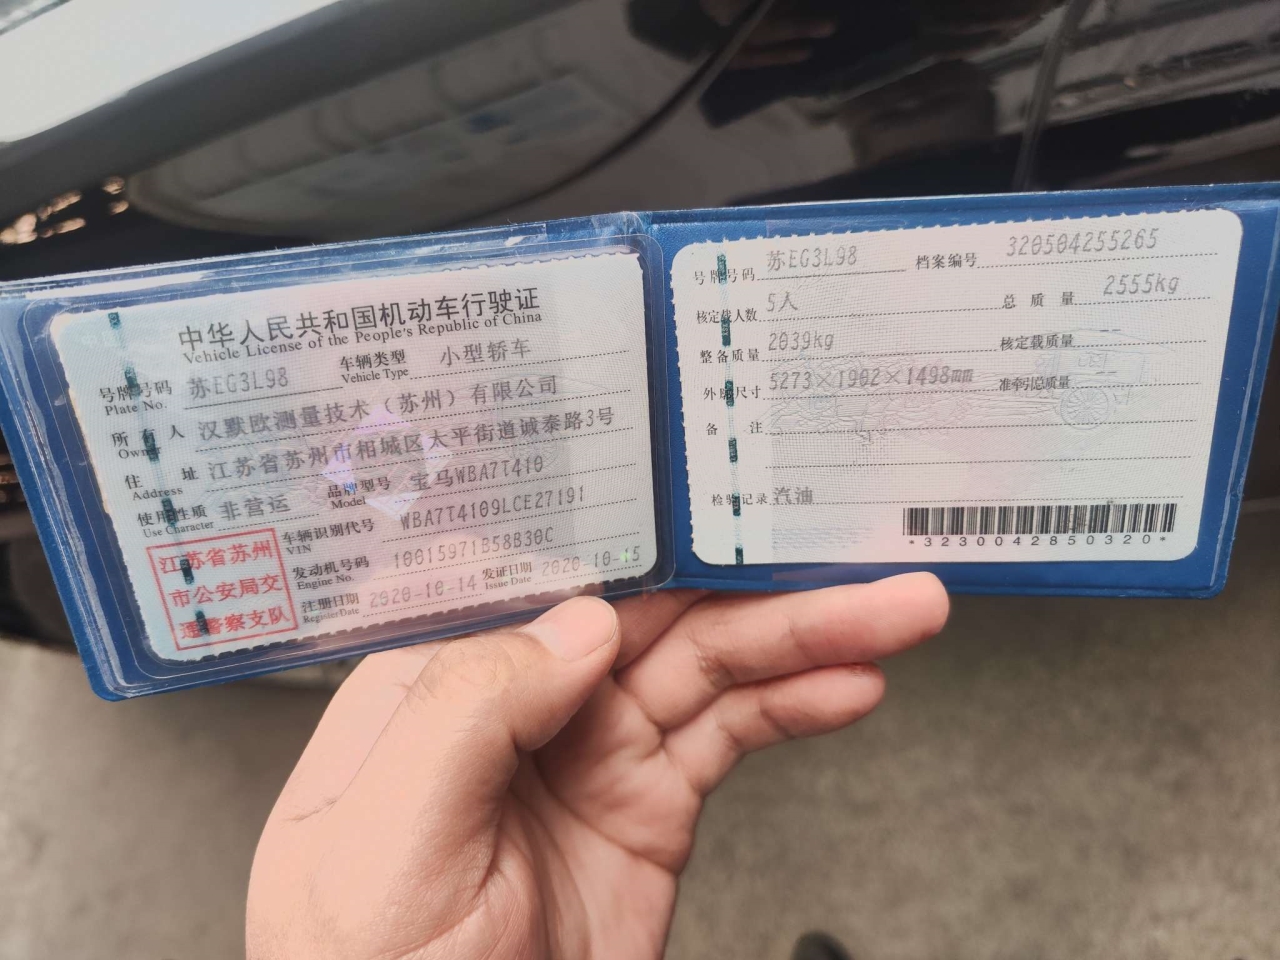 中华人民共和国机动车行驶证
Vehicle License of the People's Republic of China
号牌号码 苏EG3L98 车辆类型 小型轿车
Plate No. Vehicle Type
所有人 汉默欧测量技术（苏州）有限公司
Owner
住址 江苏省苏州市相城区太平街道诚泰路3号
Address
使用性质 非营运 品牌型号 宝马WBA7T410
Use Character Model
车辆识别代号 WBA7T4109LCE27191
VIN
发动机号码 10015971B58B30C
Engine No.
注册日期 2020-10-14 发证日期 2020-10-15
Register Date Issue Date
江苏省苏州
市公安局交
通警察支队
号牌号码 苏EG3L98 档案编号 320504255265
核定载人数 5人 总质量 2555kg
整备质量 2039kg 核定载质量 --
外廓尺寸 5273×1902×1498mm 准牵引总质量 --
备注
检验记录 汽油
*3230042850320*